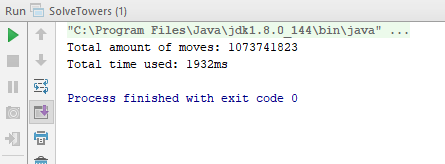 Run SolveTowers (1)
"C:\Program Files\Java\jdk1.8.0_144\bin\java" ...
Total amount of moves: 1073741823
Total time used: 1932ms
Process finished with exit code 0